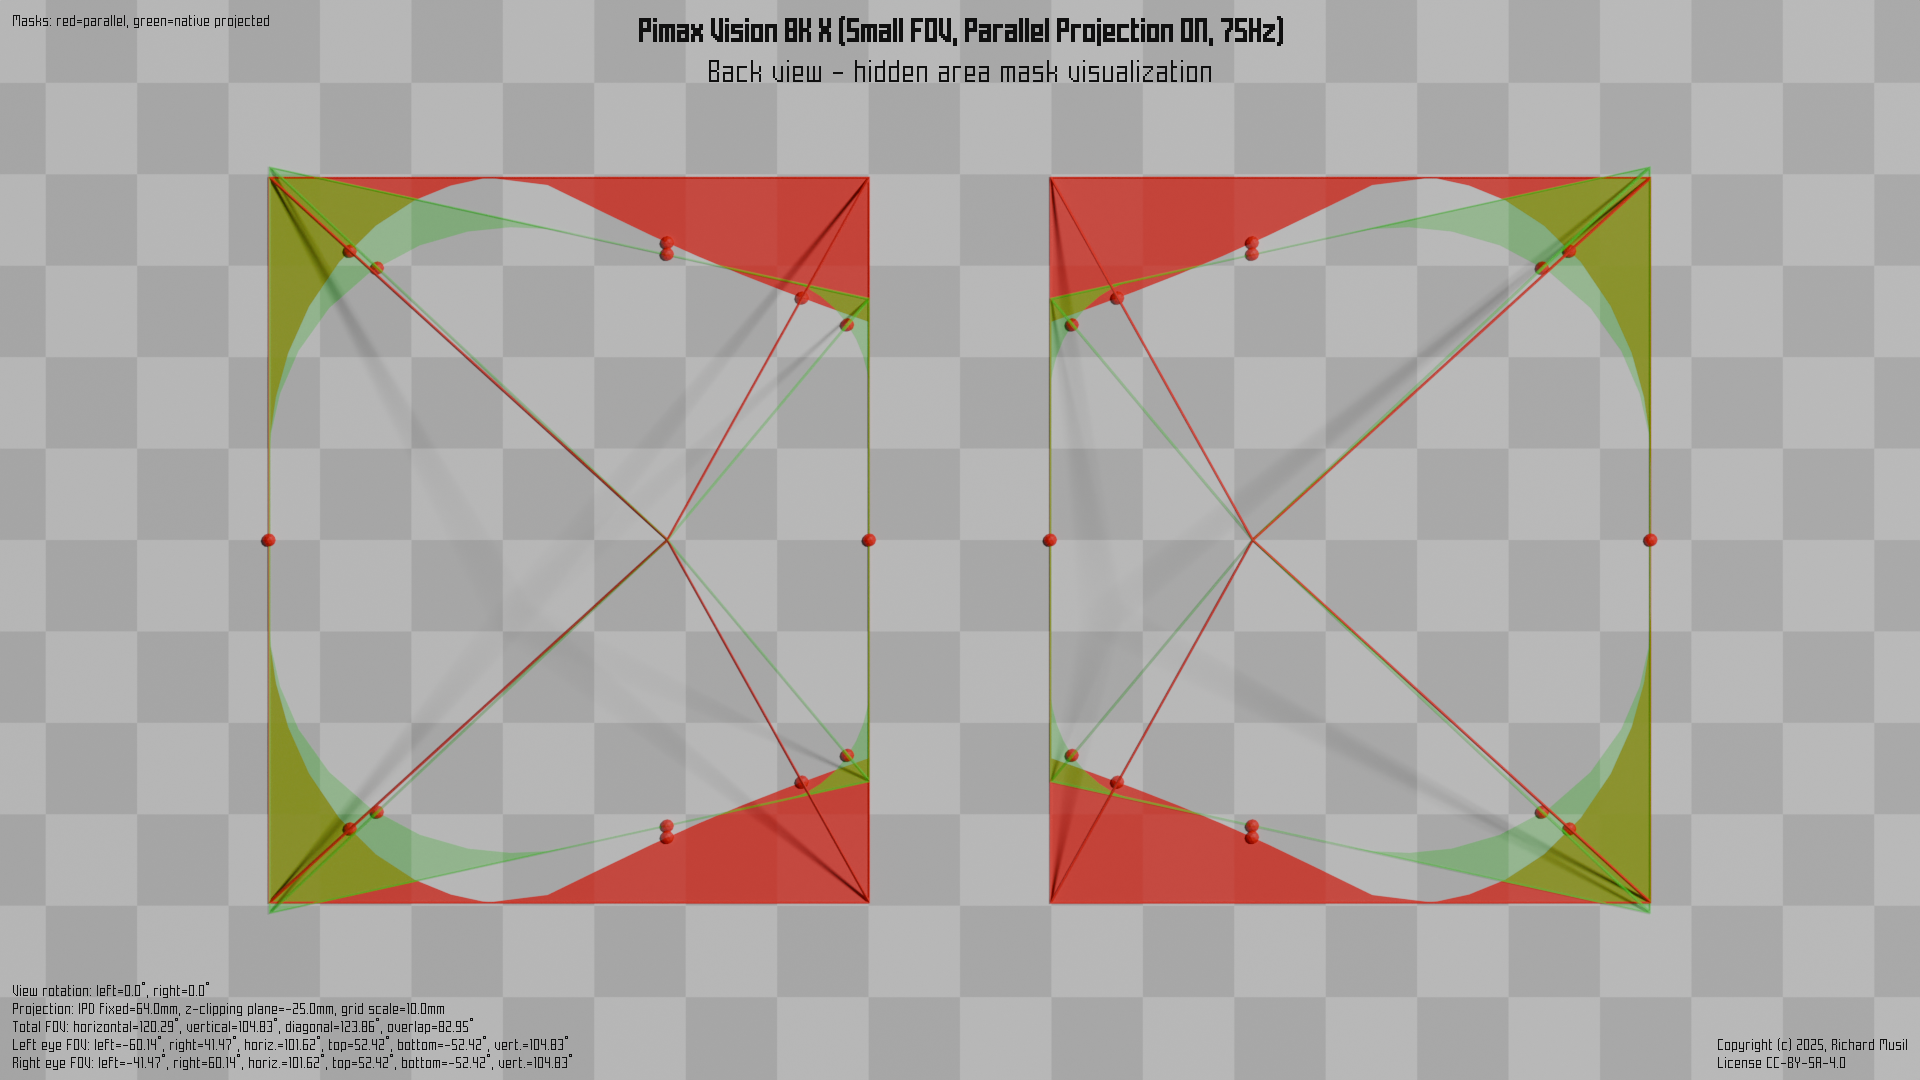 Masks: red=parallel, green=native projected
Pimax Vision 8K X (Small FOV, Parallel Projection ON, 75Hz)
Back view - hidden area mask visualization
View rotation: left=0.0°, right=0.0°
Projection: IPD fixed=64.0mm, z-clipping plane=-25.0mm, grid scale=10.0mm
Total FOV: horizontal=120.29°, vertical=104.83°, diagonal=123.86°, overlap=82.95°
Left eye FOV: left=-60.14°, right=41.47°, horiz.=101.62°, top=52.42°, bottom=-52.42°, vert.=104.83°
Right eye FOV: left=-41.47°, right=60.14°, horiz.=101.62°, top=52.42°, bottom=-52.42°, vert.=104.83°
Copyright (c) 2025, Richard Musil
License CC-BY-SA-4.0